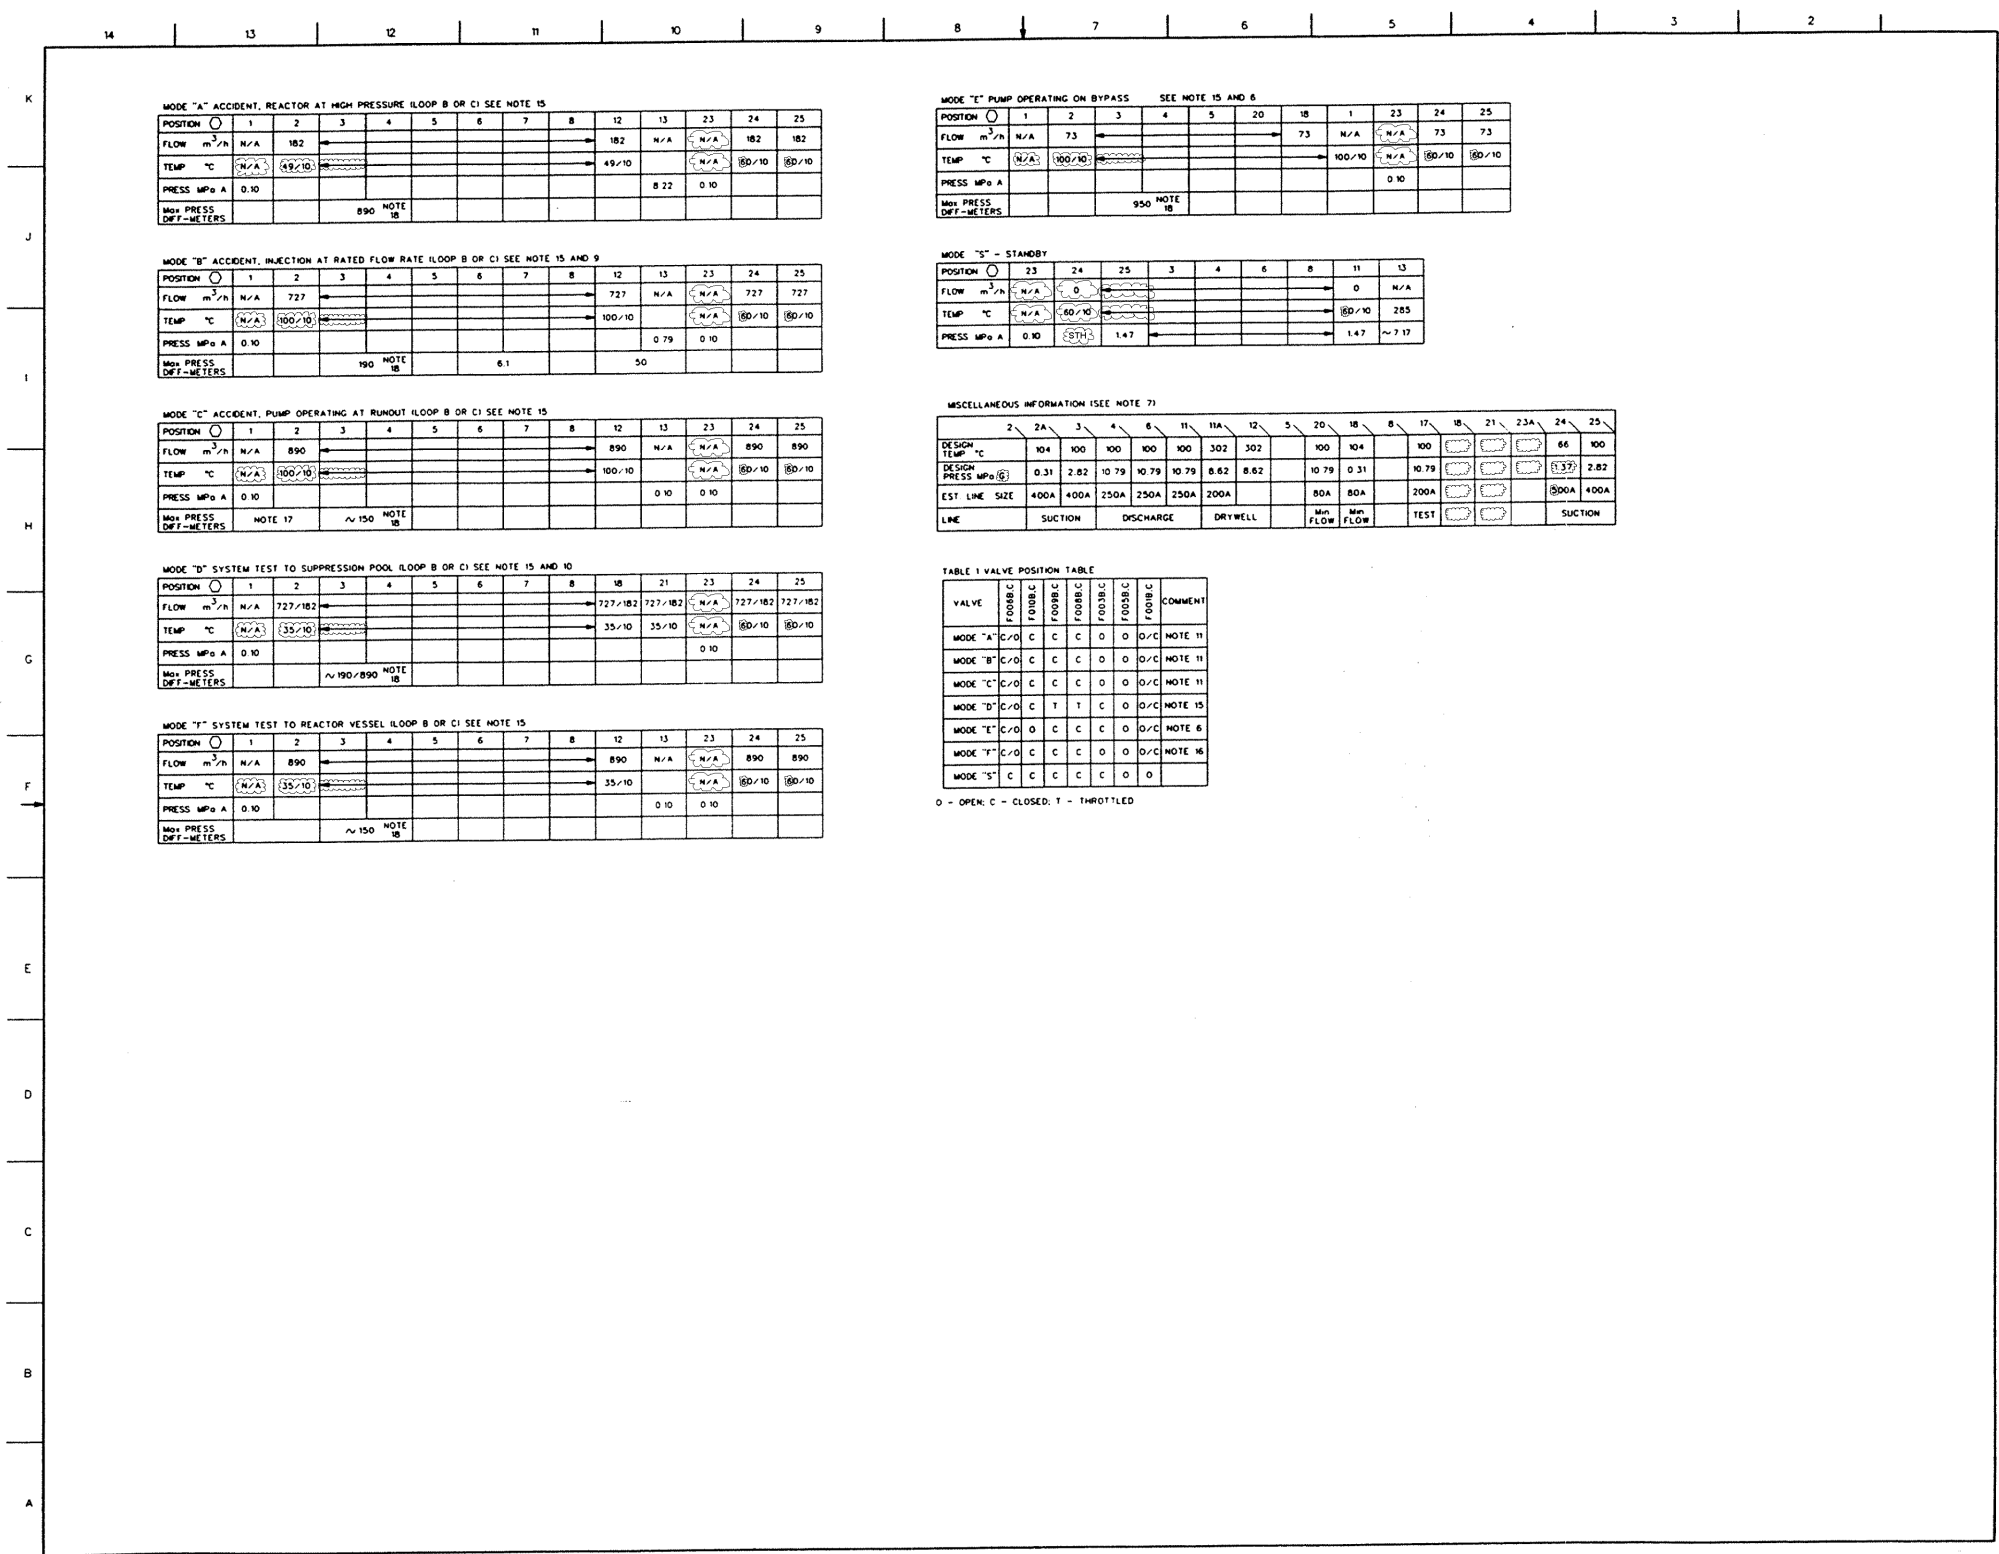 14 13 12 11 10 9 8 7 6 5 4 3 2
K
J
I
H
G
F
E
D
C
B
A
MODE "A" ACCIDENT, REACTOR AT HIGH PRESSURE (LOOP B OR C) SEE NOTE 15
POSITION 1 2 3 4 5 6 7 8 12 13 23 24 25
FLOW m3/h N/A 182 182 N/A N/A 182 182
TEMP °C N/A 49/10 49/10 N/A 60/10 60/10
PRESS MPa A 0.10 8 22 0 10
Max PRESS DIFF-METERS 890 NOTE 18
MODE "B" ACCIDENT, INJECTION AT RATED FLOW RATE (LOOP B OR C) SEE NOTE 15 AND 9
POSITION 1 2 3 4 5 6 7 8 12 13 23 24 25
FLOW m3/h N/A 727 727 N/A N/A 727 727
TEMP °C N/A 100/10 100/10 N/A 60/10 60/10
PRESS MPa A 0.10 0 79 0 10
Max PRESS DIFF-METERS 190 NOTE 18 6.1 50
MODE "C" ACCIDENT, PUMP OPERATING AT RUNOUT (LOOP B OR C) SEE NOTE 15
POSITION 1 2 3 4 5 6 7 8 12 13 23 24 25
FLOW m3/h N/A 890 890 N/A N/A 890 890
TEMP °C N/A 100/10 100/10 N/A 60/10 60/10
PRESS MPa A 0 10 0 10 0 10
Max PRESS DIFF-METERS NOTE 17 ~150 NOTE 18
MODE "D" SYSTEM TEST TO SUPPRESSION POOL (LOOP B OR C) SEE NOTE 15 AND 10
POSITION 1 2 3 4 5 6 7 8 18 21 23 24 25
FLOW m3/h N/A 727/182 727/182 727/182 N/A 727/182 727/182
TEMP °C N/A 35/10 35/10 35/10 N/A 60/10 60/10
PRESS MPa A 0 10 0 10
Max PRESS DIFF-METERS ~190/890 NOTE 18
MODE "F" SYSTEM TEST TO REACTOR VESSEL (LOOP B OR C) SEE NOTE 15
POSITION 1 2 3 4 5 6 7 8 12 13 23 24 25
FLOW m3/h N/A 890 890 N/A N/A 890 890
TEMP °C N/A 35/10 35/10 N/A 60/10 60/10
PRESS MPa A 0.10 0 10 0 10
Max PRESS DIFF-METERS ~150 NOTE 18
MODE "E" PUMP OPERATING ON BYPASS SEE NOTE 15 AND 6
POSITION 1 2 3 4 5 20 18 1 23 24 25
FLOW m3/h N/A 73 73 N/A N/A 73 73
TEMP °C N/A 100/10 100/10 N/A 60/10 60/10
PRESS MPa A 0 10
Max PRESS DIFF-METERS 950 NOTE 18
MODE "S" - STANDBY
POSITION 23 24 25 3 4 6 8 11 13
FLOW m3/h N/A 0 0 N/A
TEMP °C N/A 60/10 60/10 285
PRESS MPa A 0.10 STH 1.47 1.47 ~7 17
MISCELLANEOUS INFORMATION (SEE NOTE 7)
2 2A 3 4 6 11 11A 12 5 20 18 8 17 18 21 23A 24 25
DESIGN TEMP °C 104 100 100 100 100 302 302 100 104 100 66 100
DESIGN PRESS MPa G 0.31 2.82 10 79 10.79 10.79 8.62 8.62 10 79 0 31 10.79 1.37 2.82
EST. LINE SIZE 400A 400A 250A 250A 250A 200A 80A 80A 200A 500A 400A
LINE SUCTION DISCHARGE DRYWELL Min FLOW Min FLOW TEST SUCTION
TABLE 1 VALVE POSITION TABLE
VALVE F006B,C F010B,C F009B,C F008B,C F003B,C F005B,C F001B,C COMMENT
MODE "A" C/O C C C O O O/C NOTE 11
MODE "B" C/O C C C O O O/C NOTE 11
MODE "C" C/O C C C O O O/C NOTE 11
MODE "D" C/O C T T C O O/C NOTE 15
MODE "E" C/O O C C C O O/C NOTE 6
MODE "F" C/O C C C O O O/C NOTE 16
MODE "S" C C C C C O O
O - OPEN; C - CLOSED; T - THROTTLED